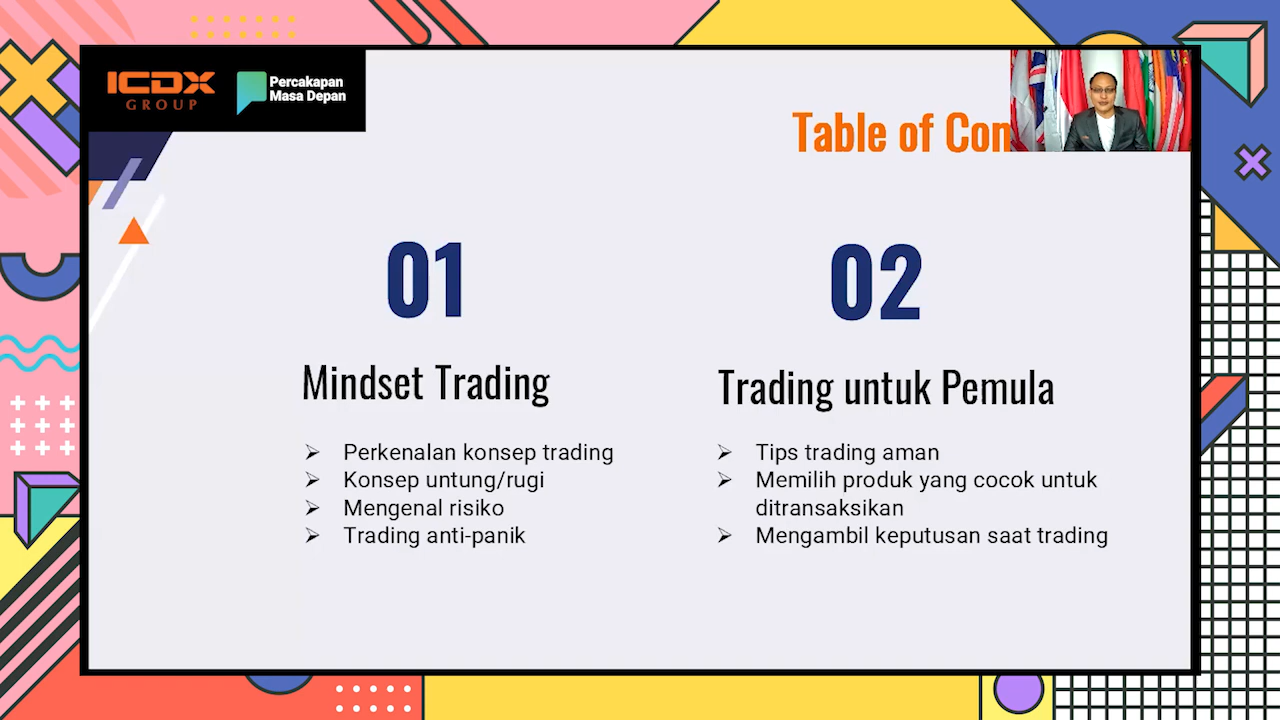 ICDX
GROUP
Percakapan
Masa Depan
Table of Con
01
Mindset Trading
Perkenalan konsep trading
Konsep untung/rugi
Mengenal risiko
Trading anti-panik
02
Trading untuk Pemula
Tips trading aman
Memilih produk yang cocok untuk
ditransaksikan
Mengambil keputusan saat trading